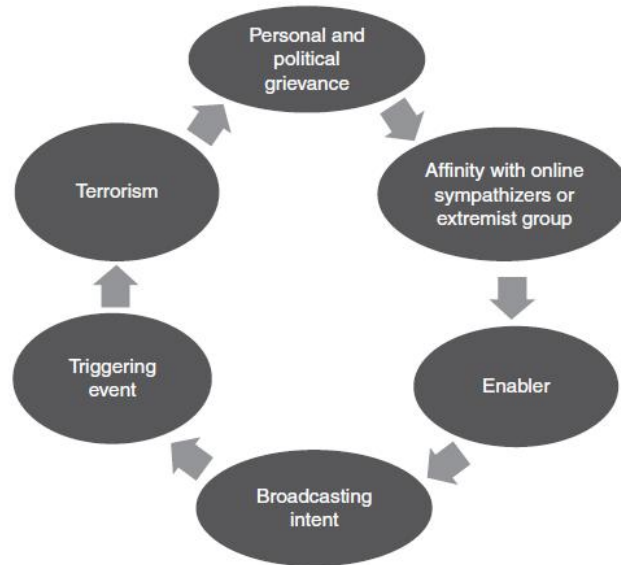 Personal and
political
grievance
Affinity with online
sympathizers or
extremist group
Enabler
Broadcasting
intent
Triggering
event
Terrorism